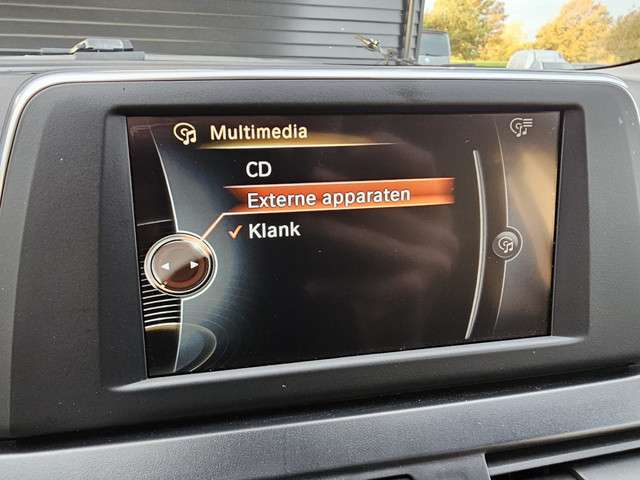 Multimedia
CD
Externe apparaten
Klank